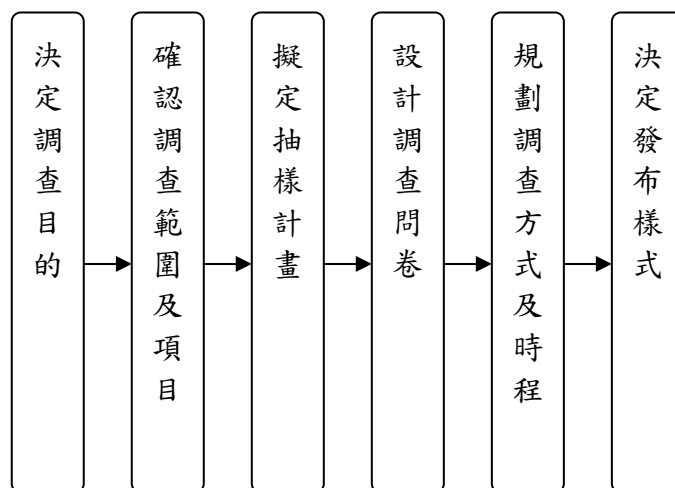 決定調查目的
確認調查範圍及項目
擬定抽樣計畫
設計調查問卷
規劃調查方式及時程
決定發布樣式